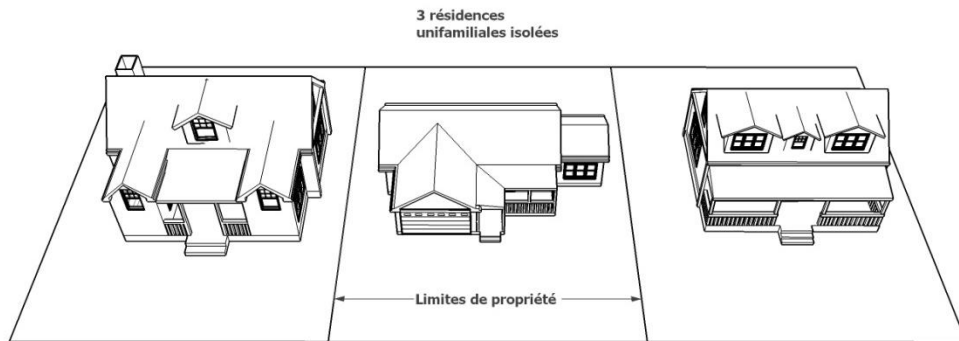 3 résidences
unifamiliales isolées
Limites de propriété